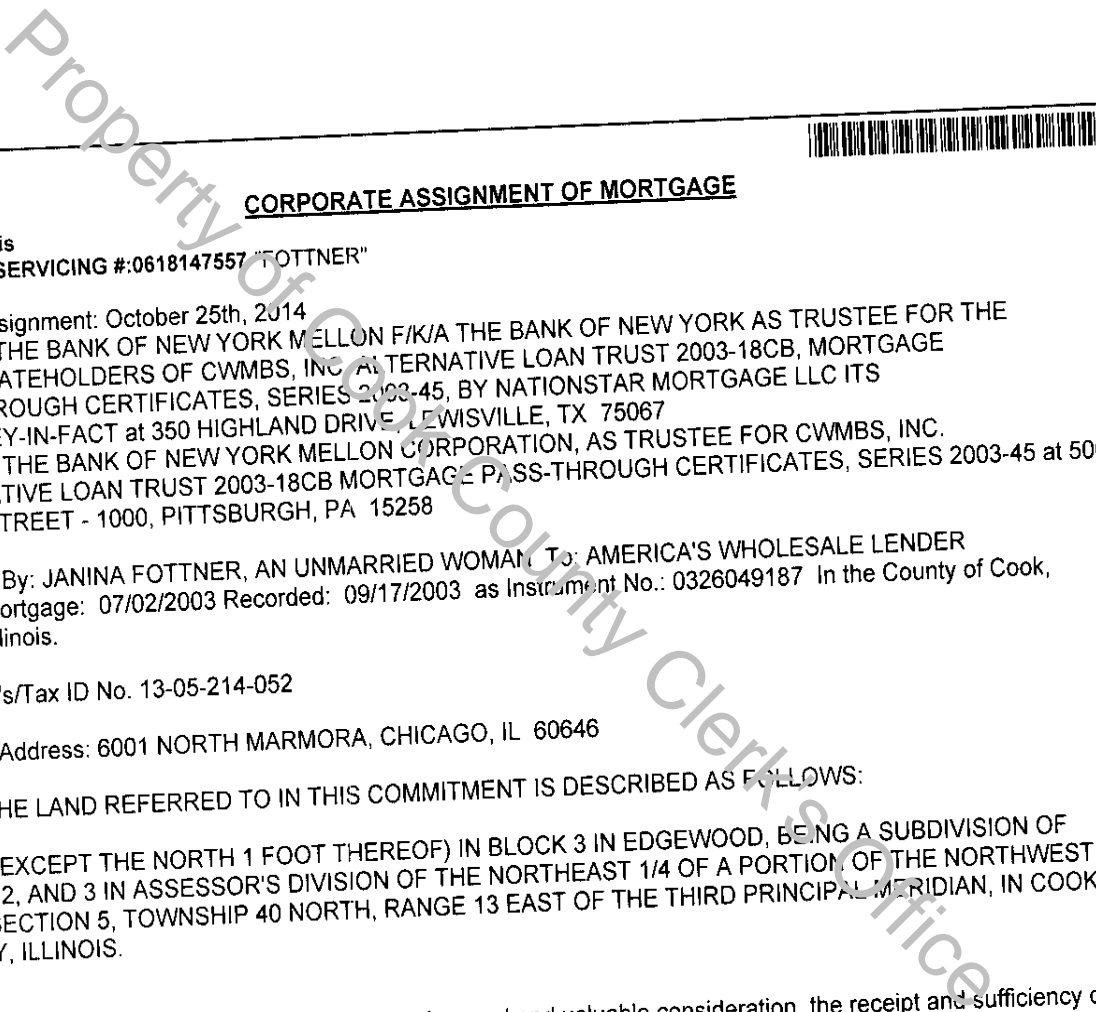 CORPORATE ASSIGNMENT OF MORTGAGE
is
SERVICING #:0618147557 "FOTTNER"
signment: October 25th, 2014
THE BANK OF NEW YORK MELLON F/K/A THE BANK OF NEW YORK AS TRUSTEE FOR THE
ATEHOLDERS OF CWMBS, INC. ALTERNATIVE LOAN TRUST 2003-18CB, MORTGAGE
ROUGH CERTIFICATES, SERIES 2003-45, BY NATIONSTAR MORTGAGE LLC ITS
EY-IN-FACT at 350 HIGHLAND DRIVE, LEWISVILLE, TX 75067
THE BANK OF NEW YORK MELLON CORPORATION, AS TRUSTEE FOR CWMBS, INC.
TIVE LOAN TRUST 2003-18CB MORTGAGE PASS-THROUGH CERTIFICATES, SERIES 2003-45 at 50
TREET - 1000, PITTSBURGH, PA 15258
By: JANINA FOTTNER, AN UNMARRIED WOMAN To: AMERICA'S WHOLESALE LENDER
ortgage: 07/02/2003 Recorded: 09/17/2003 as Instrument No.: 0326049187 In the County of Cook,
linois.
's/Tax ID No. 13-05-214-052
Address: 6001 NORTH MARMORA, CHICAGO, IL 60646
HE LAND REFERRED TO IN THIS COMMITMENT IS DESCRIBED AS FOLLOWS:
EXCEPT THE NORTH 1 FOOT THEREOF) IN BLOCK 3 IN EDGEWOOD, BEING A SUBDIVISION OF
2, AND 3 IN ASSESSOR'S DIVISION OF THE NORTHEAST 1/4 OF A PORTION OF THE NORTHWEST
SECTION 5, TOWNSHIP 40 NORTH, RANGE 13 EAST OF THE THIRD PRINCIPAL MERIDIAN, IN COOK
Y, ILLINOIS.
consideration, the receipt and sufficiency
Property of Cook County Clerk's Office